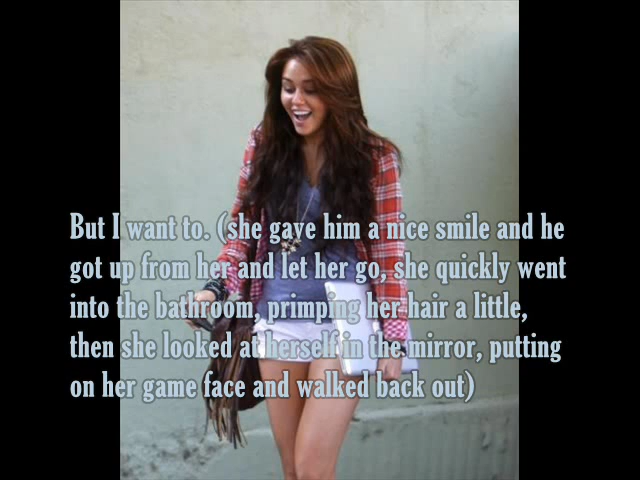 But I want to. (she gave him a nice smile and he
got up from her and let her go, she quickly went
into the bathroom, primping her hair a little,
then she looked at herself in the mirror, putting
on her game face and walked back out)